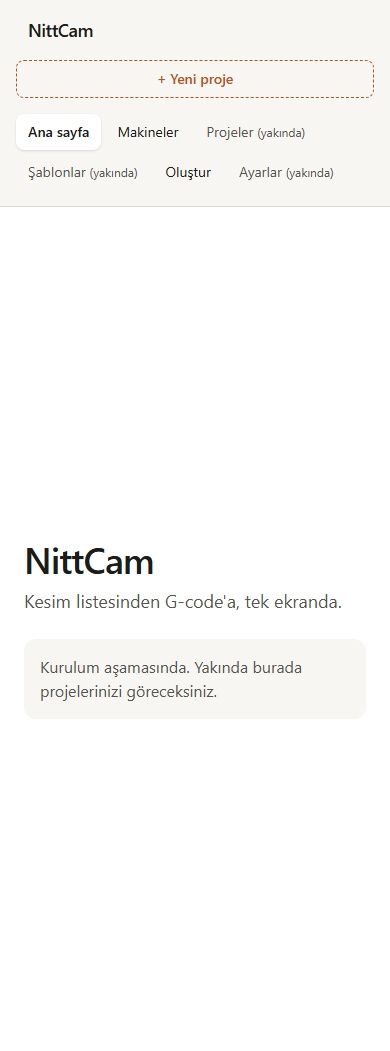 NittCam
+ Yeni proje
Ana sayfa Makineler Projeler (yakında)
Şablonlar (yakında) Oluştur Ayarlar (yakında)
NittCam
Kesim listesinden G-code'a, tek ekranda.
Kurulum aşamasında. Yakında burada
projelerinizi göreceksiniz.